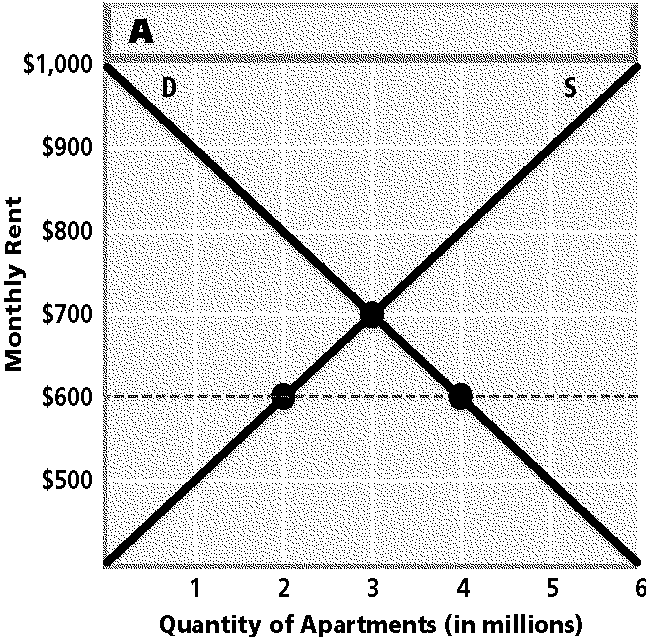 A
$1,000
D
S
$900
$800
$700
$600
$500
Monthly Rent
1 2 3 4 5 6
Quantity of Apartments (in millions)